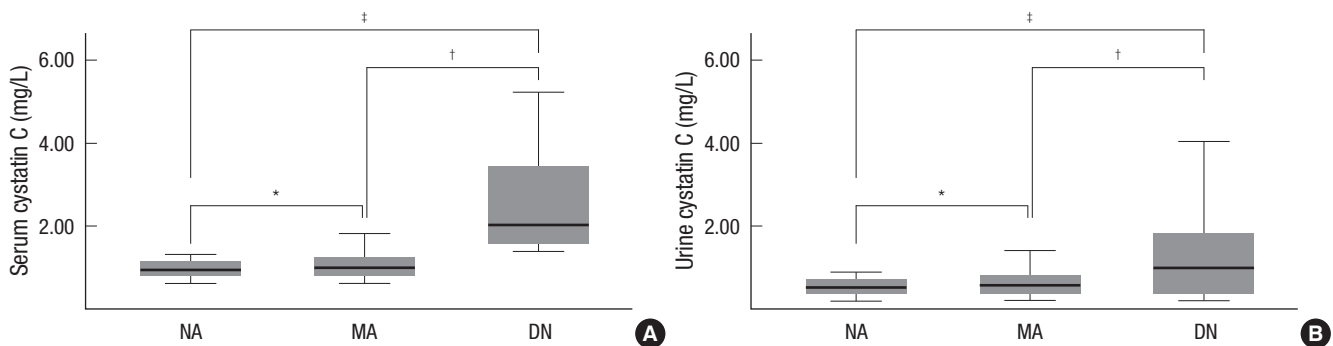 ‡
†
*
Serum cystatin C (mg/L)
6.00
4.00
2.00
NA MA DN
A
‡
†
*
Urine cystatin C (mg/L)
6.00
4.00
2.00
NA MA DN
B